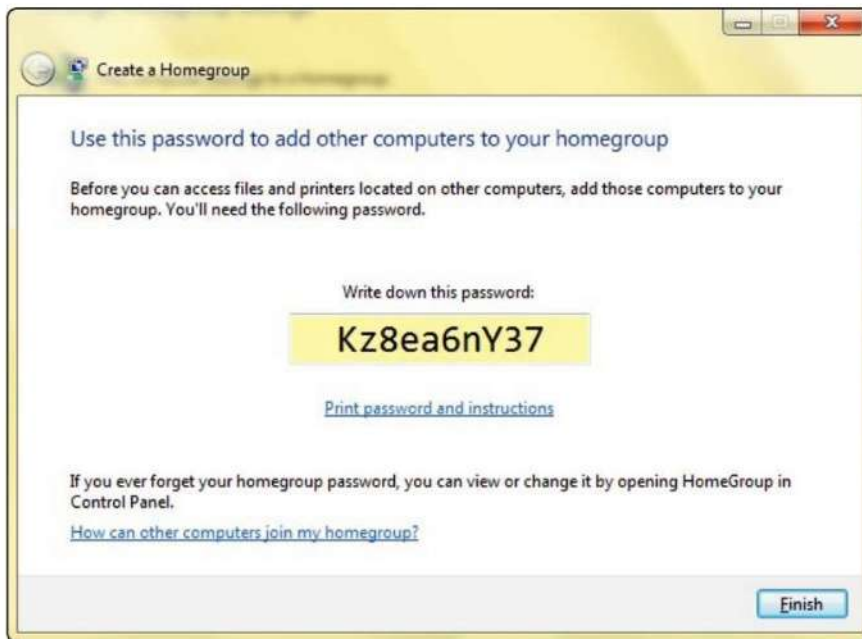 Create a Homegroup
Use this password to add other computers to your homegroup
Before you can access files and printers located on other computers, add those computers to your
homegroup. You'll need the following password.
Write down this password:
Kz8ea6nY37
Print password and instructions
If you ever forget your homegroup password, you can view or change it by opening HomeGroup in
Control Panel.
How can other computers join my homegroup?
Finish